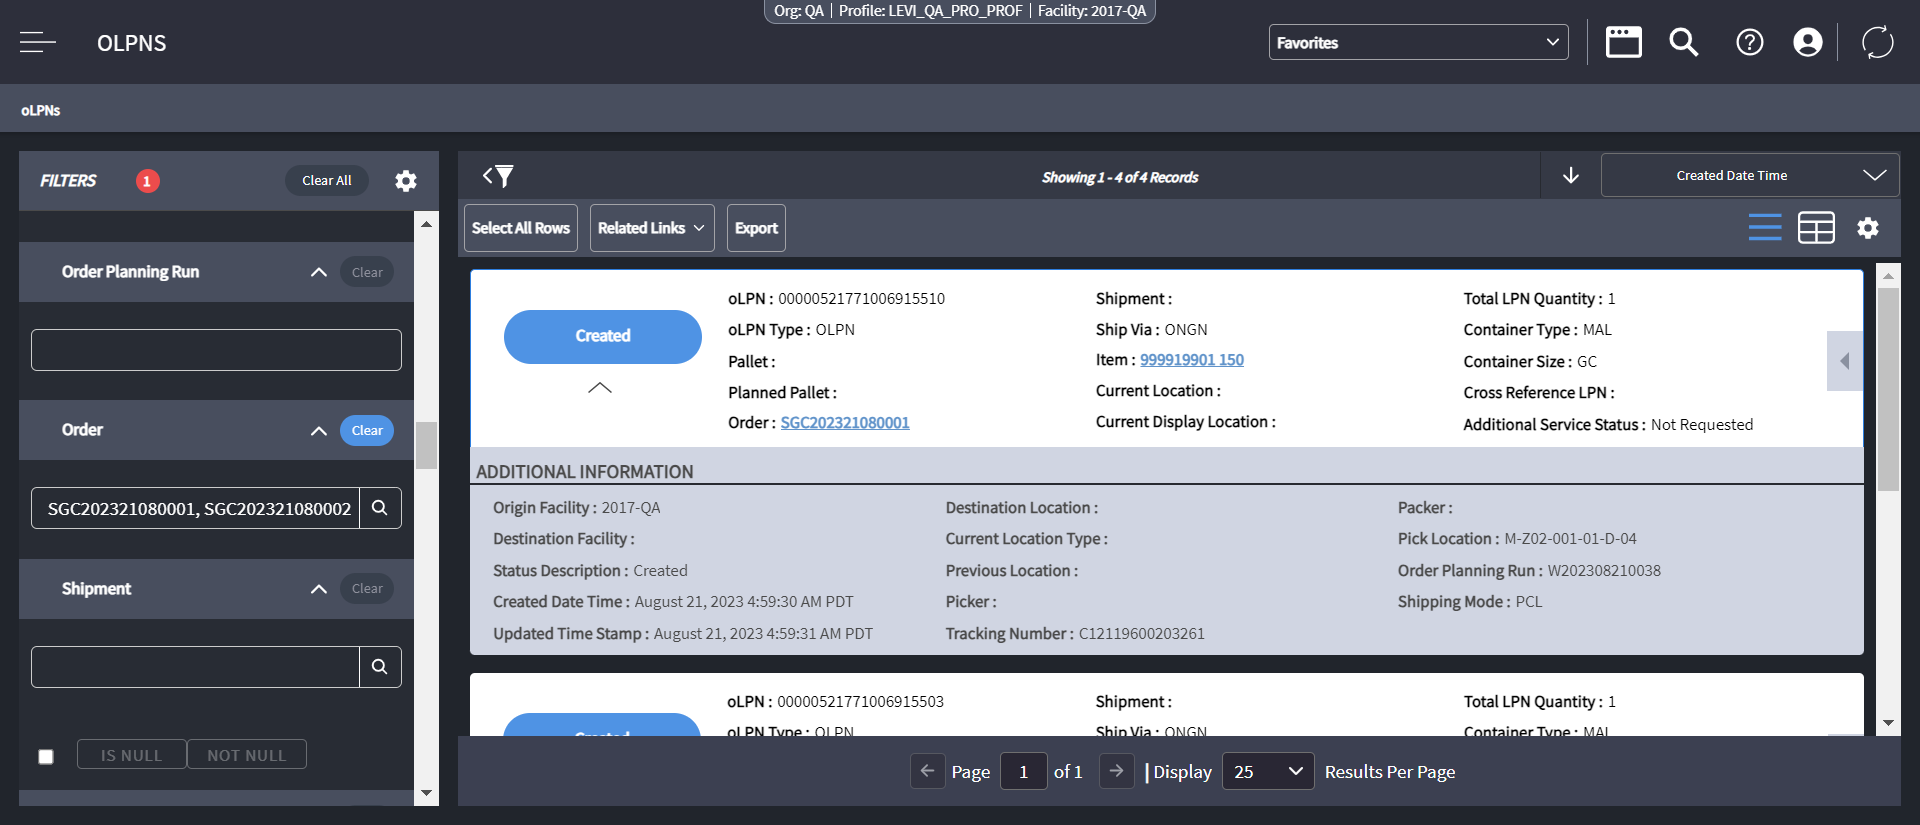 Org: QA | Profile: LEVI_QA_PRO_PROF | Facility: 2017-QA
OLPNS
Favorites
oLPNs
FILTERS
1
Clear All
Order Planning Run
Clear
Order
Clear
SGC202321080001, SGC202321080002
Shipment
Clear
IS NULL
NOT NULL
Showing 1 - 4 of 4 Records
Created Date Time
Select All Rows
Related Links
Export
Created
oLPN : 00000521771006915510
oLPN Type : OLPN
Pallet :
Planned Pallet :
Order : SGC202321080001
Shipment :
Ship Via : ONGN
Item : 999919901 150
Current Location :
Current Display Location :
Total LPN Quantity : 1
Container Type : MAL
Container Size : GC
Cross Reference LPN :
Additional Service Status : Not Requested
ADDITIONAL INFORMATION
Origin Facility : 2017-QA
Destination Facility :
Status Description : Created
Created Date Time : August 21, 2023 4:59:30 AM PDT
Updated Time Stamp : August 21, 2023 4:59:31 AM PDT
Destination Location :
Current Location Type :
Previous Location :
Picker :
Tracking Number : C12119600203261
Packer :
Pick Location : M-Z02-001-01-D-04
Order Planning Run : W202308210038
Shipping Mode : PCL
Created
oLPN : 00000521771006915503
oLPN Type : OLPN
Shipment :
Ship Via : ONGN
Total LPN Quantity : 1
Container Type : MAL
Page 1 of 1 | Display 25 Results Per Page